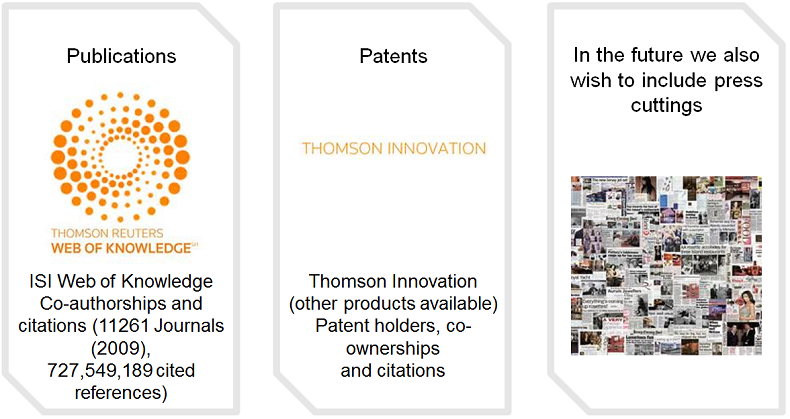 Publications
THOMSON REUTERS
WEB OF KNOWLEDGE℠
ISI Web of Knowledge
Co-authorships and
citations (11261 Journals
(2009),
727,549,189 cited
references)
Patents
THOMSON INNOVATION
Thomson Innovation
(other products available)
Patent holders, co-
ownerships
and citations
In the future we also
wish to include press
cuttings